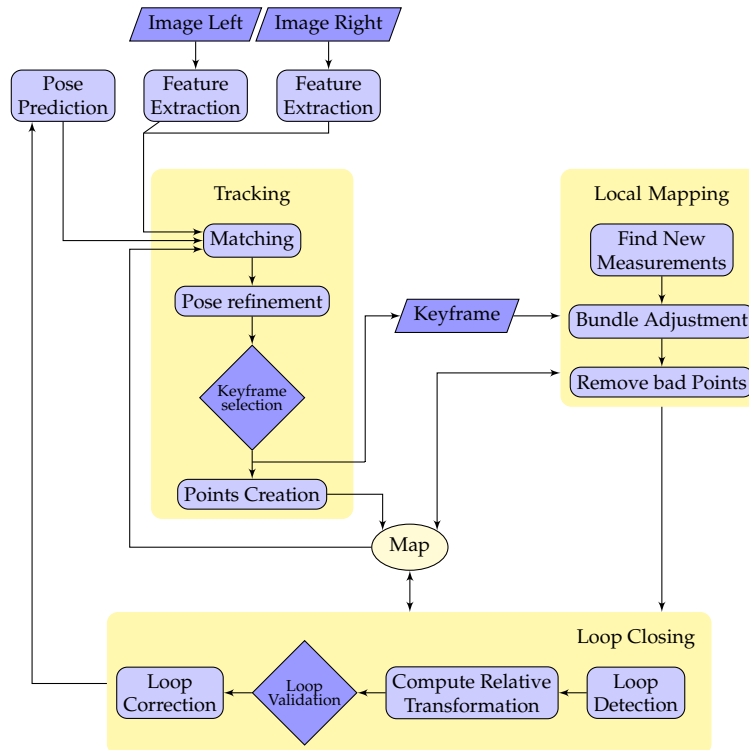 Image Left
Image Right
Pose
Prediction
Feature
Extraction
Feature
Extraction
Tracking
Matching
Pose refinement
Keyframe
selection
Points Creation
Keyframe
Local Mapping
Find New
Measurements
Bundle Adjustment
Remove bad Points
Map
Loop Closing
Loop
Correction
Loop
Validation
Compute Relative
Transformation
Loop
Detection